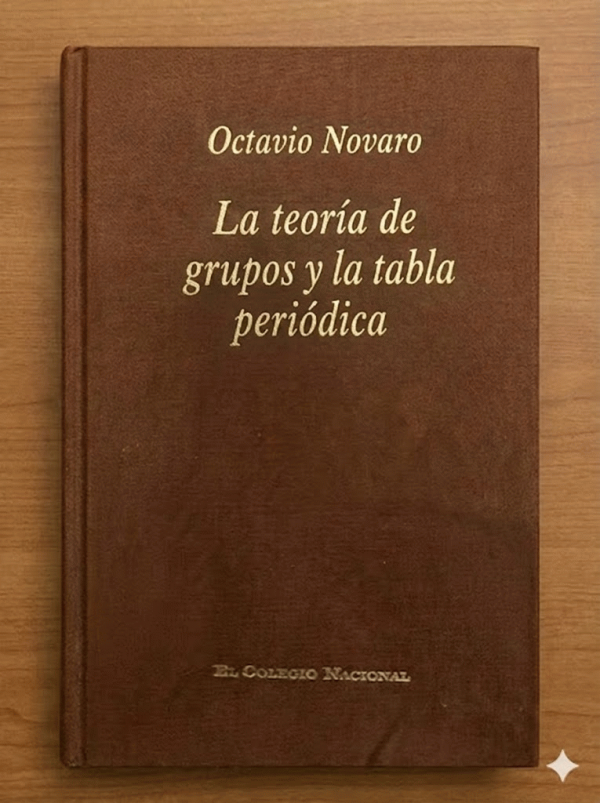 Octavio Novaro
La teoría de
grupos y la tabla
periódica
EL COLEGIO NACIONAL